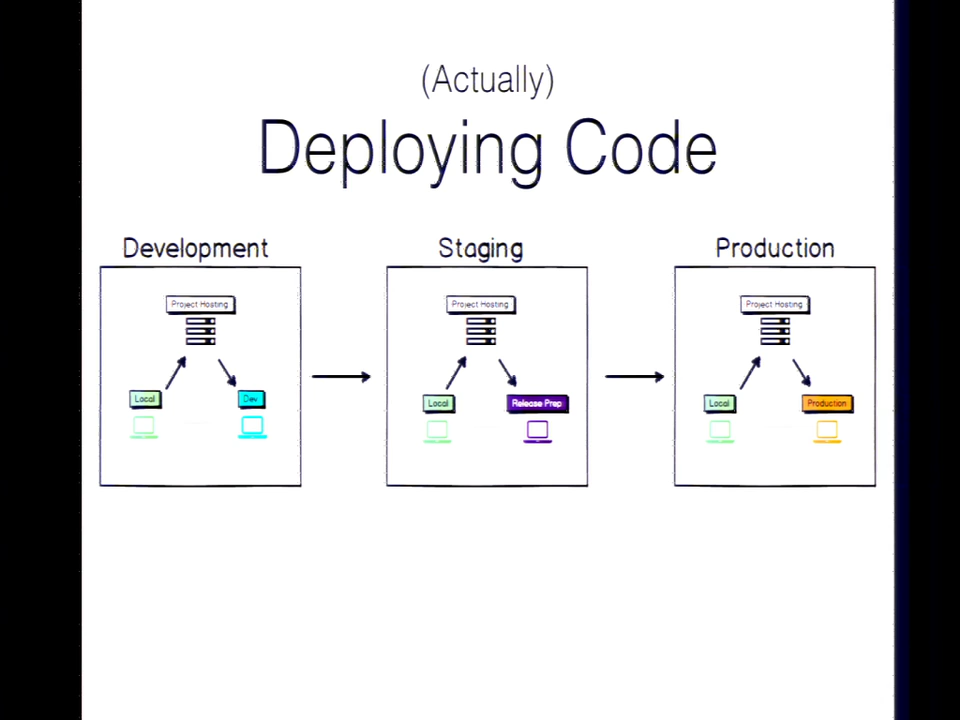 (Actually)
Deploying Code
Development Staging Production
Project Hosting Project Hosting Project Hosting
Local Dev Local Release Prep Local Production